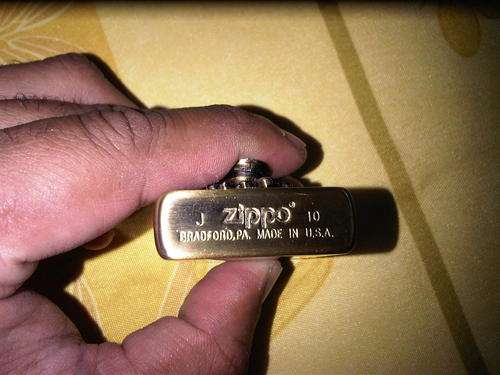 J zippo® 10
BRADFORD,PA. MADE IN U.S.A.